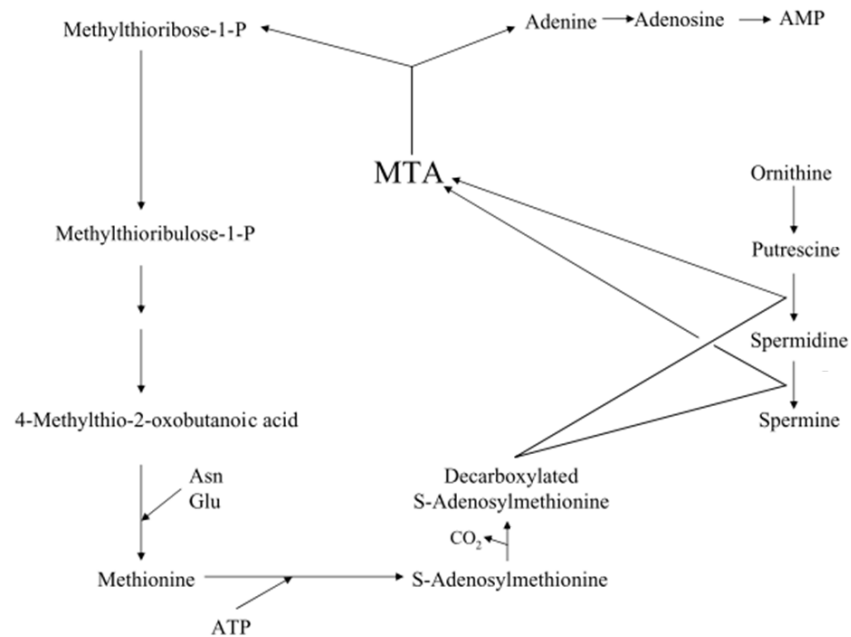 Methylthioribose-1-P
Adenine
Adenosine
AMP
MTA
Ornithine
Methylthioribulose-1-P
Putrescine
Spermidine
4-Methylthio-2-oxobutanoic acid
Spermine
Asn
Glu
Decarboxylated
S-Adenosylmethionine
CO₂
Methionine
S-Adenosylmethionine
ATP